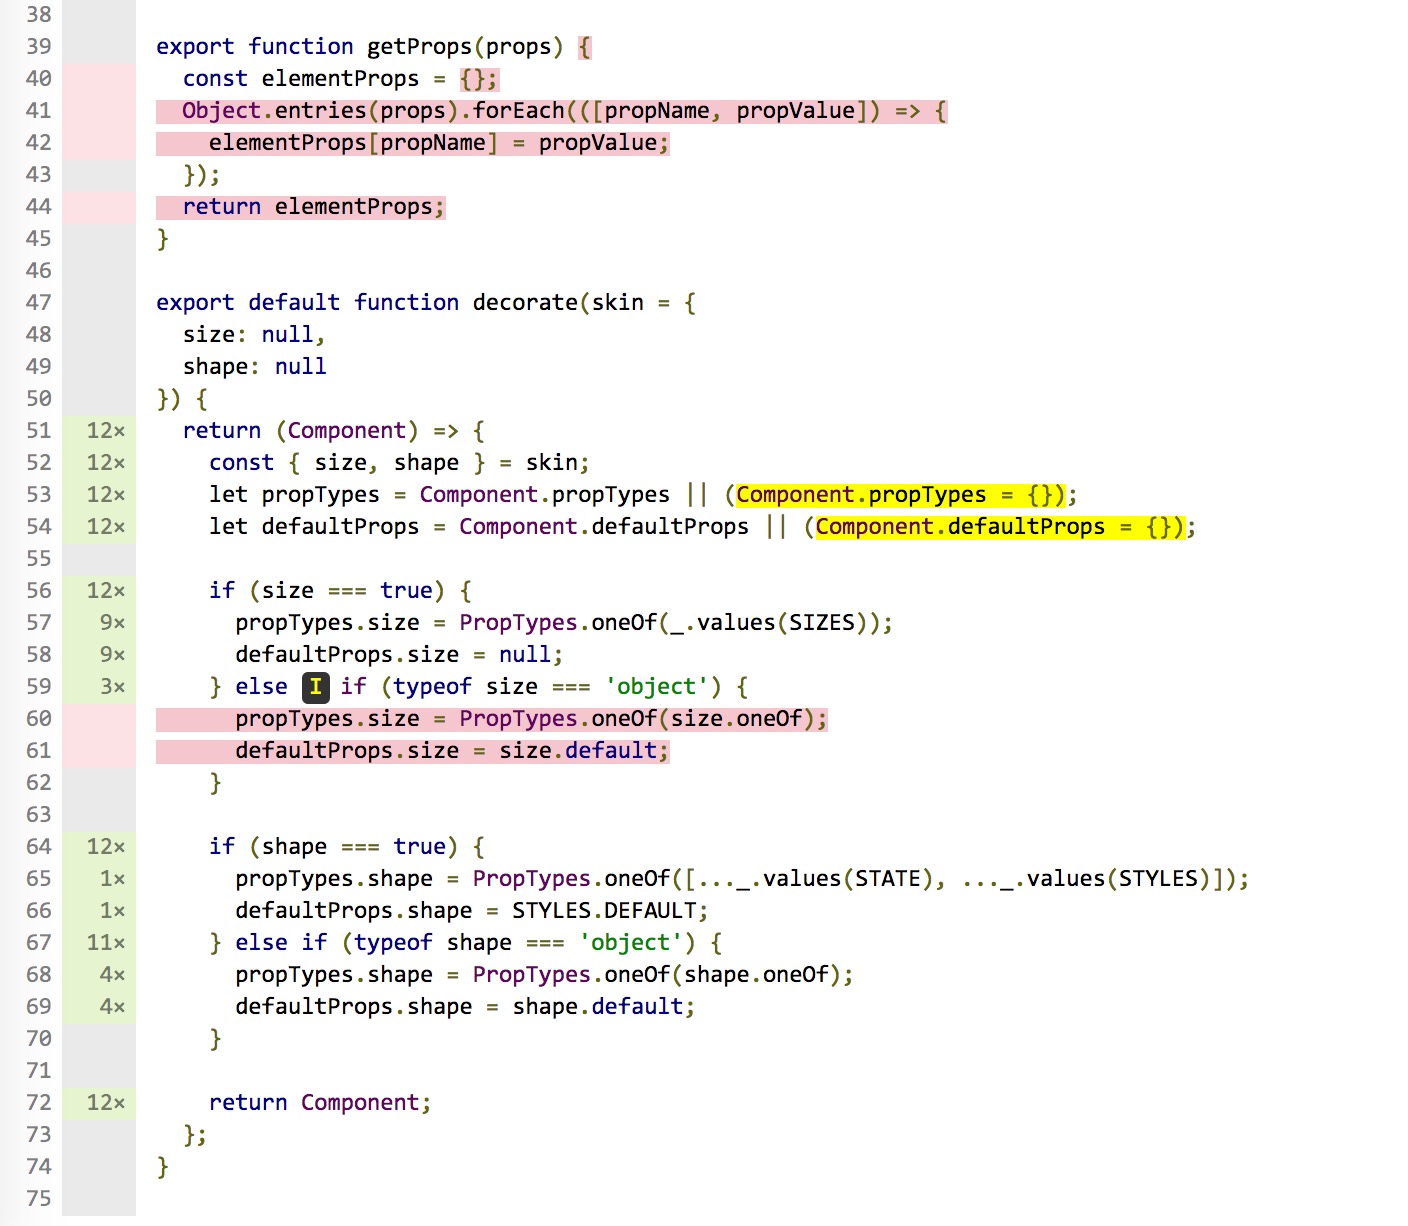 38
39 export function getProps(props) {
40 const elementProps = {};
41 Object.entries(props).forEach(([propName, propValue]) => {
42 elementProps[propName] = propValue;
43 });
44 return elementProps;
45 }
46
47 export default function decorate(skin = {
48 size: null,
49 shape: null
50 }) {
51 12× return (Component) => {
52 12× const { size, shape } = skin;
53 12× let propTypes = Component.propTypes || (Component.propTypes = {});
54 12× let defaultProps = Component.defaultProps || (Component.defaultProps = {});
55
56 12× if (size === true) {
57 9× propTypes.size = PropTypes.oneOf(_.values(SIZES));
58 9× defaultProps.size = null;
59 3× } else I if (typeof size === 'object') {
60 propTypes.size = PropTypes.oneOf(size.oneOf);
61 defaultProps.size = size.default;
62 }
63
64 12× if (shape === true) {
65 1× propTypes.shape = PropTypes.oneOf([..._.values(STATE), ..._.values(STYLES)]);
66 1× defaultProps.shape = STYLES.DEFAULT;
67 11× } else if (typeof shape === 'object') {
68 4× propTypes.shape = PropTypes.oneOf(shape.oneOf);
69 4× defaultProps.shape = shape.default;
70 }
71
72 12× return Component;
73 };
74 }
75